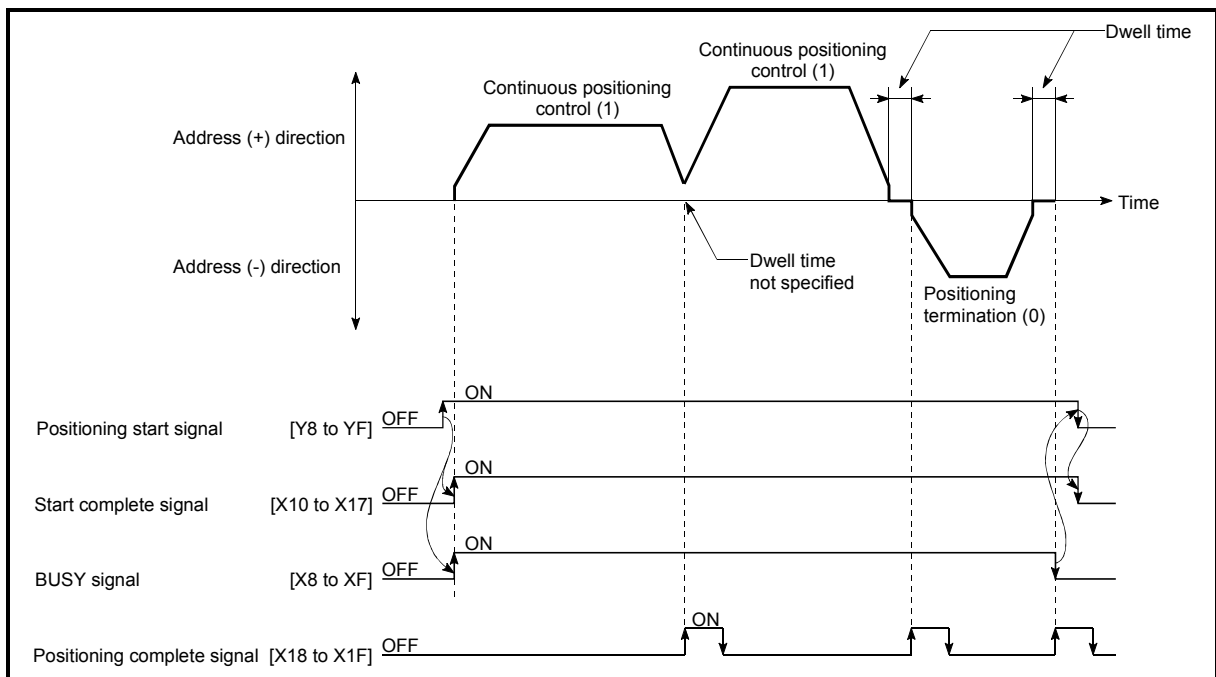 Dwell time
Continuous positioning
control (1)
Continuous positioning
control (1)
Address (+) direction
Time
Address (-) direction
Dwell time
not specified
Positioning
termination (0)
ON
Positioning start signal [Y8 to YF] OFF
ON
Start complete signal [X10 to X17] OFF
ON
BUSY signal [X8 to XF] OFF
ON
Positioning complete signal [X18 to X1F] OFF